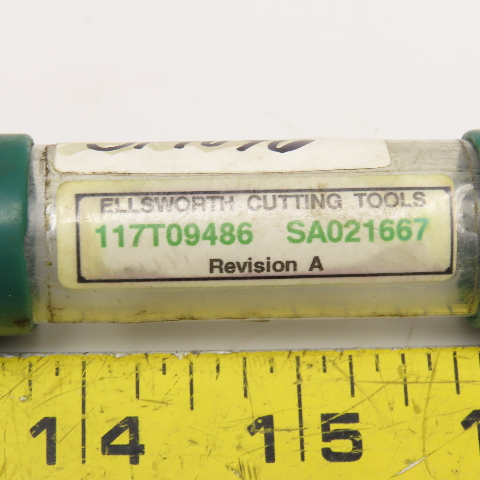 ELLSWORTH CUTTING TOOLS
117T09486 SA021667
Revision A
14 15